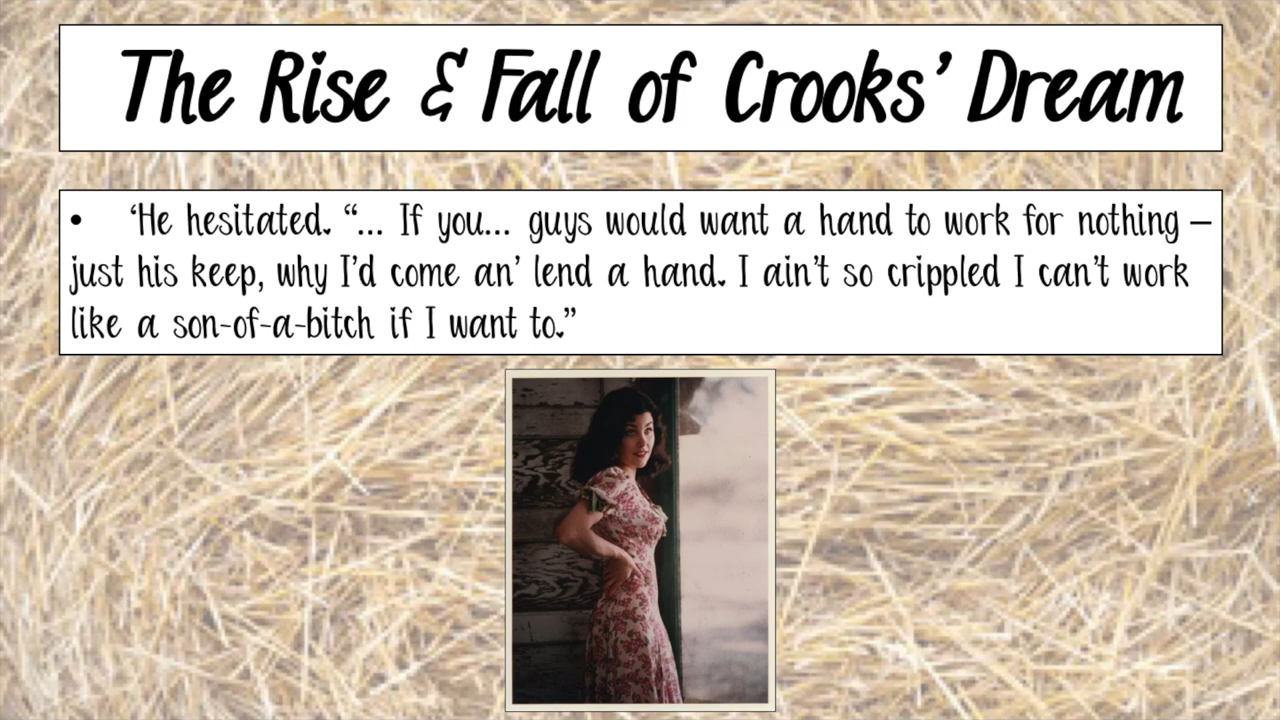 The Rise & Fall of Crooks’ Dream
• ‘He hesitated. “… If you… guys would want a hand to work for nothing –
just his keep, why I’d come an’ lend a hand. I ain’t so crippled I can’t work
like a son-of-a-bitch if I want to.”